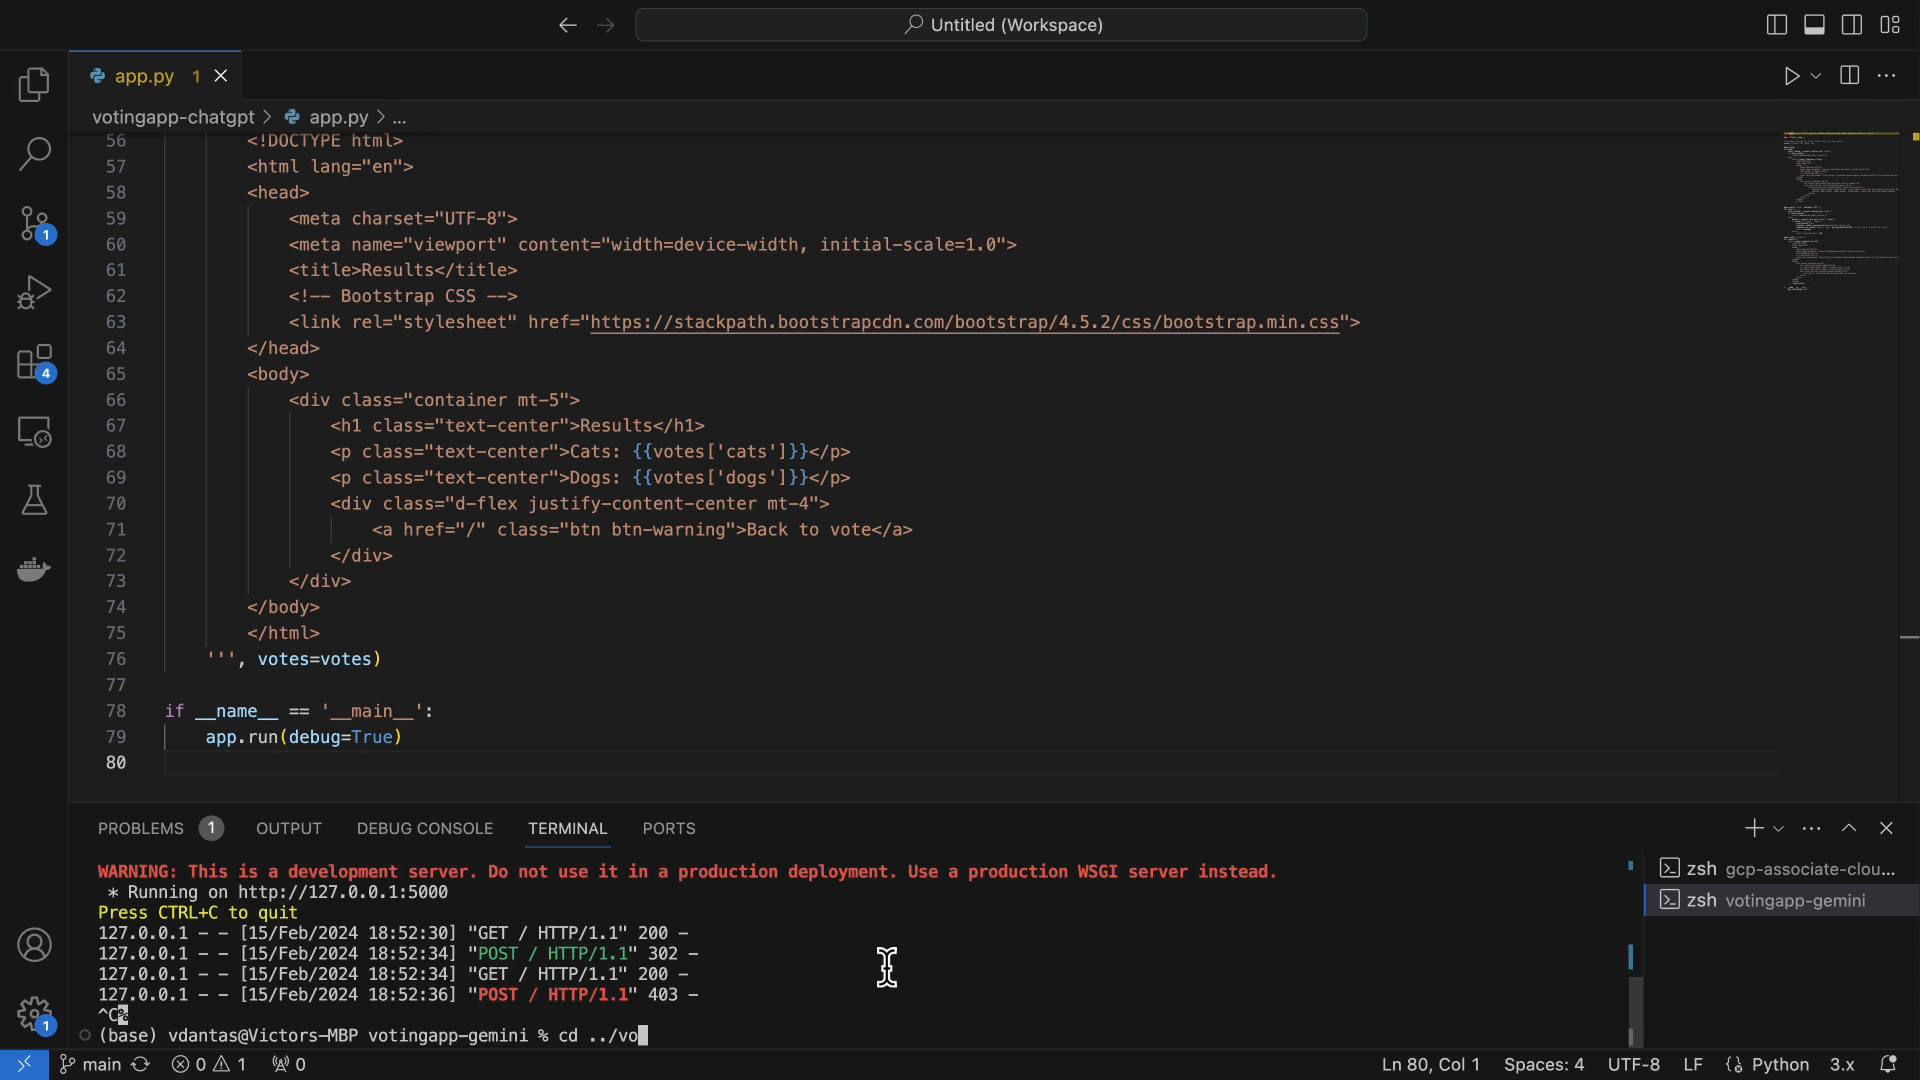 Untitled (Workspace)
app.py 1
votingapp-chatgpt > app.py > ...
56 <!DOCTYPE html>
57 <html lang="en">
58 <head>
59 <meta charset="UTF-8">
60 <meta name="viewport" content="width=device-width, initial-scale=1.0">
61 <title>Results</title>
62 <!-- Bootstrap CSS -->
63 <link rel="stylesheet" href="https://stackpath.bootstrapcdn.com/bootstrap/4.5.2/css/bootstrap.min.css">
64 </head>
65 <body>
66 <div class="container mt-5">
67 <h1 class="text-center">Results</h1>
68 <p class="text-center">Cats: {{votes['cats']}}</p>
69 <p class="text-center">Dogs: {{votes['dogs']}}</p>
70 <div class="d-flex justify-content-center mt-4">
71 <a href="/" class="btn btn-warning">Back to vote</a>
72 </div>
73 </div>
74 </body>
75 </html>
76 ''', votes=votes)
77
78 if __name__ == '__main__':
79 app.run(debug=True)
80
1
4
1
PROBLEMS 1 OUTPUT DEBUG CONSOLE TERMINAL PORTS
WARNING: This is a development server. Do not use it in a production deployment. Use a production WSGI server instead.
* Running on http://127.0.0.1:5000
Press CTRL+C to quit
127.0.0.1 - - [15/Feb/2024 18:52:30] "GET / HTTP/1.1" 200 -
127.0.0.1 - - [15/Feb/2024 18:52:34] "POST / HTTP/1.1" 302 -
127.0.0.1 - - [15/Feb/2024 18:52:34] "GET / HTTP/1.1" 200 -
127.0.0.1 - - [15/Feb/2024 18:52:36] "POST / HTTP/1.1" 403 -
^C%
(base) vdantas@Victors-MBP votingapp-gemini % cd ../vo
zsh gcp-associate-clou...
zsh votingapp-gemini
main 0 1 0 Ln 80, Col 1 Spaces: 4 UTF-8 LF Python 3.x